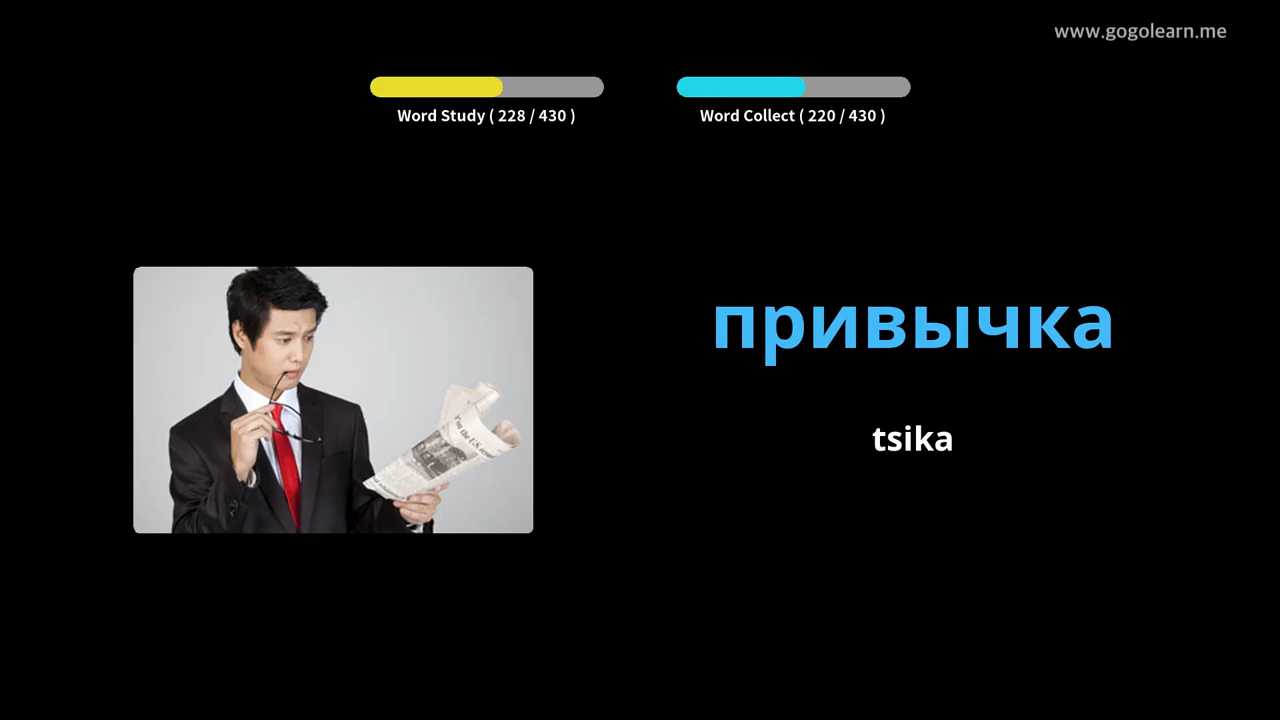 www.gogolearn.me
Word Study ( 228 / 430 )
Word Collect ( 220 / 430 )
привычка
tsika